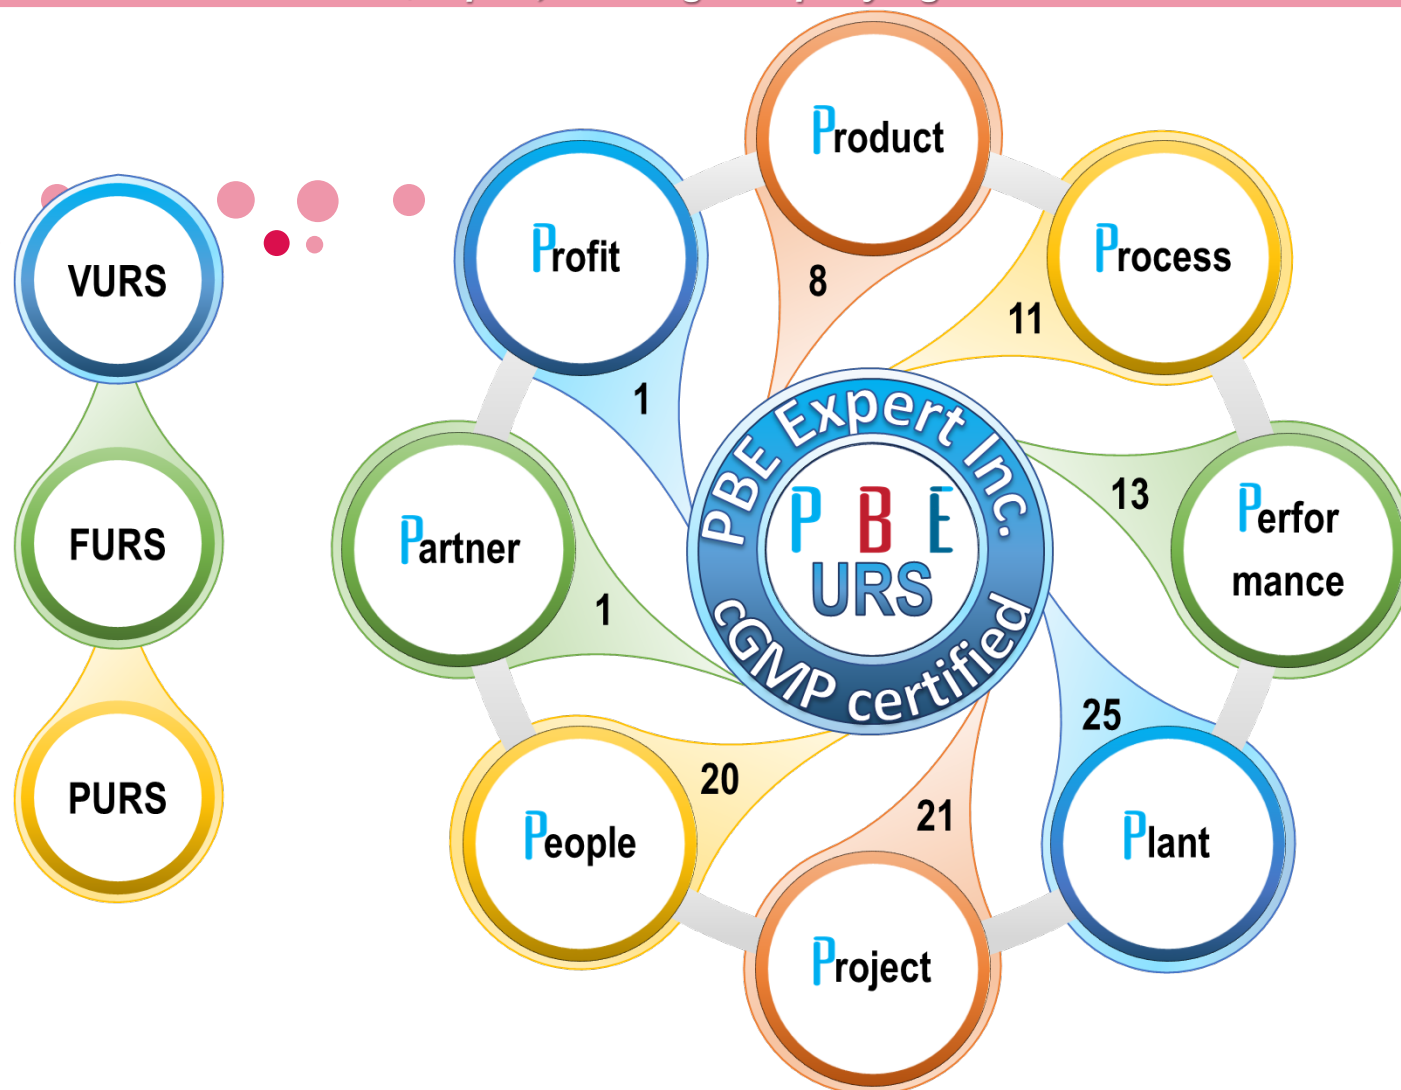 VURS
FURS
PURS
Product
8
Process
11
Perfor
mance
13
Plant
25
Project
21
People
20
Partner
1
Profit
1
PBE Expert Inc.
PBE
URS
cGMP certified